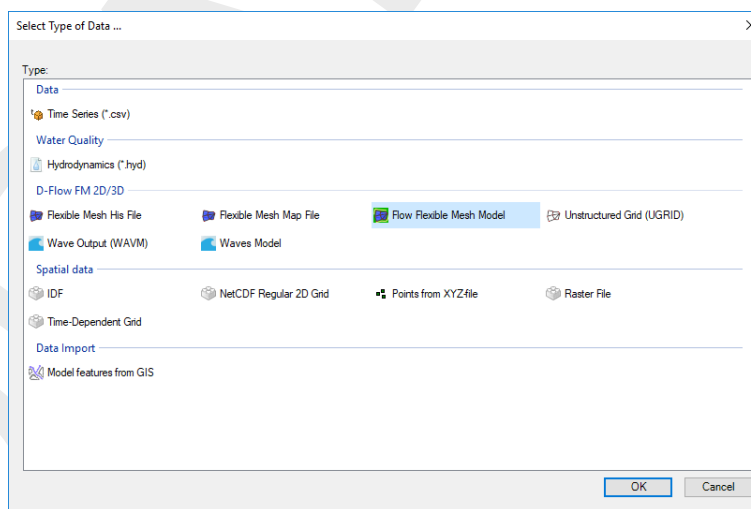 Select Type of Data ...
Type:
Data
Time Series (*.csv)
Water Quality
Hydrodynamics (*.hyd)
D-Flow FM 2D/3D
Flexible Mesh His File Flexible Mesh Map File Flow Flexible Mesh Model Unstructured Grid (UGRID)
Wave Output (WAVM) Waves Model
Spatial data
IDF NetCDF Regular 2D Grid Points from XYZ-file Raster File
Time-Dependent Grid
Data Import
Model features from GIS
OK Cancel